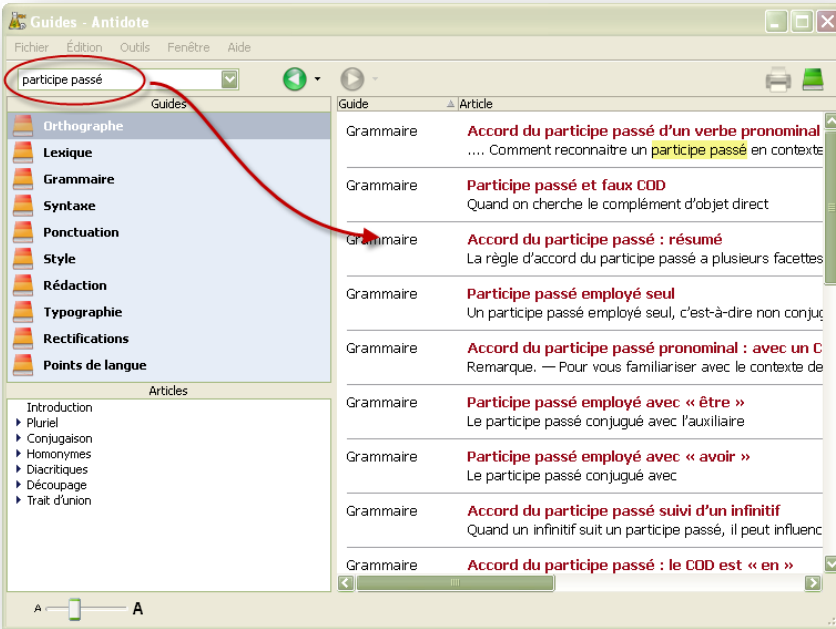 Guides - Antidote
Fichier Édition Outils Fenêtre Aide
participe passé
Guides
Orthographe
Lexique
Grammaire
Syntaxe
Ponctuation
Style
Rédaction
Typographie
Rectifications
Points de langue
Articles
Introduction
Pluriel
Conjugaison
Homonymes
Diacritiques
Découpage
Trait d'union
A A
Guide Article
Grammaire Accord du participe passé d'un verbe pronominal
.... Comment reconnaitre un participe passé en contexte
Grammaire Participe passé et faux COD
Quand on cherche le complément d'objet direct
Grammaire Accord du participe passé : résumé
La règle d'accord du participe passé a plusieurs facettes
Grammaire Participe passé employé seul
Un participe passé employé seul, c'est-à-dire non conjug
Grammaire Accord du participe passé pronominal : avec un C
Remarque. — Pour vous familiariser avec le contexte de
Grammaire Participe passé employé avec « être »
Le participe passé conjugué avec l'auxiliaire
Grammaire Participe passé employé avec « avoir »
Le participe passé conjugué avec
Grammaire Accord du participe passé suivi d'un infinitif
Quand un infinitif suit un participe passé, il peut influenc
Grammaire Accord du participe passé : le COD est « en »